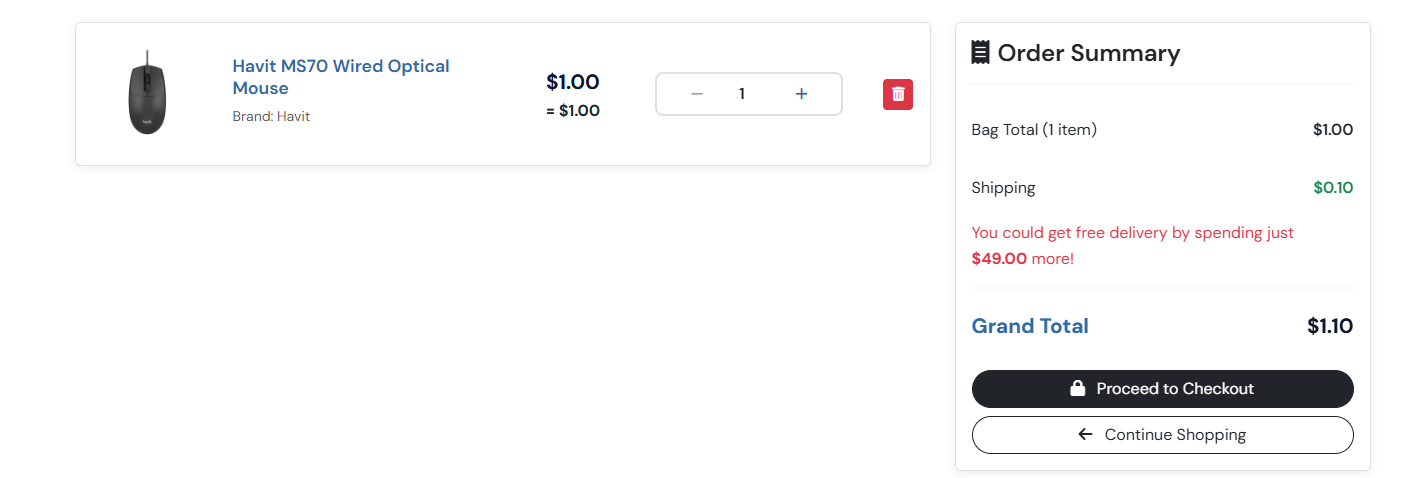 Havit MS70 Wired Optical
Mouse
Brand: Havit
$1.00
= $1.00
1
Order Summary
Bag Total (1 item) $1.00
Shipping $0.10
You could get free delivery by spending just
$49.00 more!
Grand Total $1.10
Proceed to Checkout
Continue Shopping